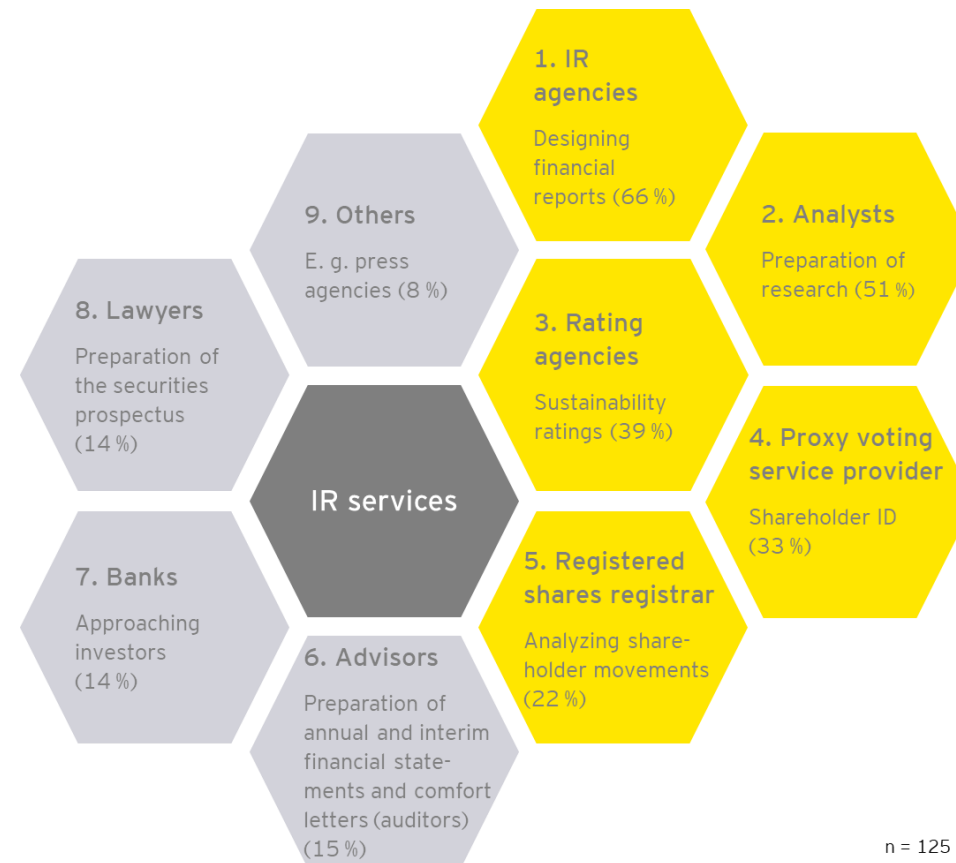 1. IR
agencies
Designing
financial
reports (66 %)
2. Analysts
Preparation of
research (51 %)
3. Rating
agencies
Sustainability
ratings (39 %)
4. Proxy voting
service provider
Shareholder ID
(33 %)
5. Registered
shares registrar
Analyzing share-
holder movements
(22 %)
6. Advisors
Preparation of
annual and interim
financial state-
ments and comfort
letters (auditors)
(15 %)
7. Banks
Approaching
investors
(14 %)
8. Lawyers
Preparation of
the securities
prospectus
(14 %)
9. Others
E. g. press
agencies (8 %)
IR services
n = 125